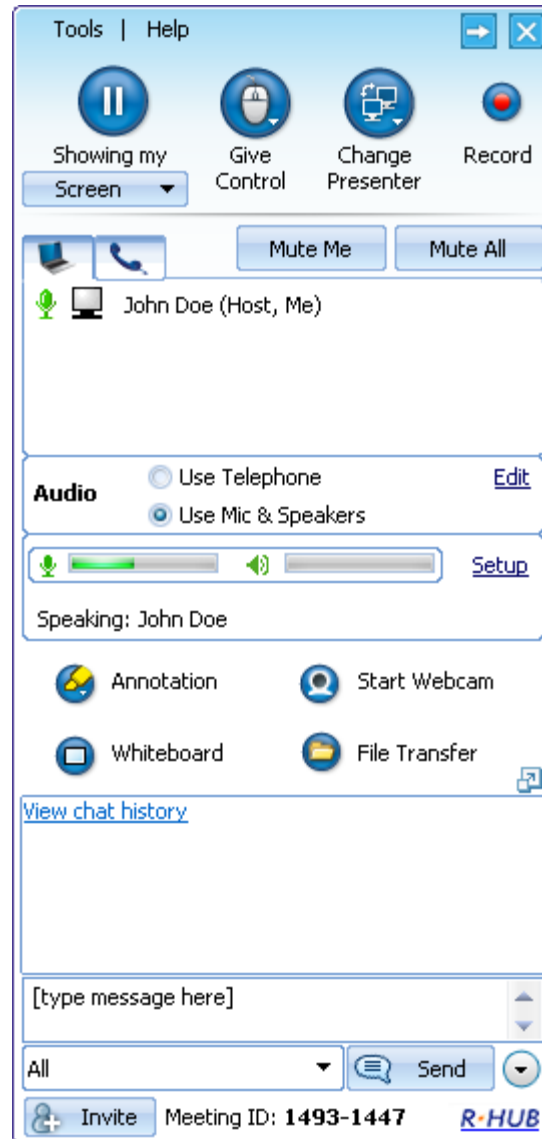 Tools | Help
Showing my Give Control Change Presenter Record
Screen
Mute Me Mute All
John Doe (Host, Me)
Audio Use Telephone Edit
Use Mic & Speakers
Setup
Speaking: John Doe
Annotation Start Webcam
Whiteboard File Transfer
View chat history
[type message here]
All Send
Invite Meeting ID: 1493-1447 R·HUB